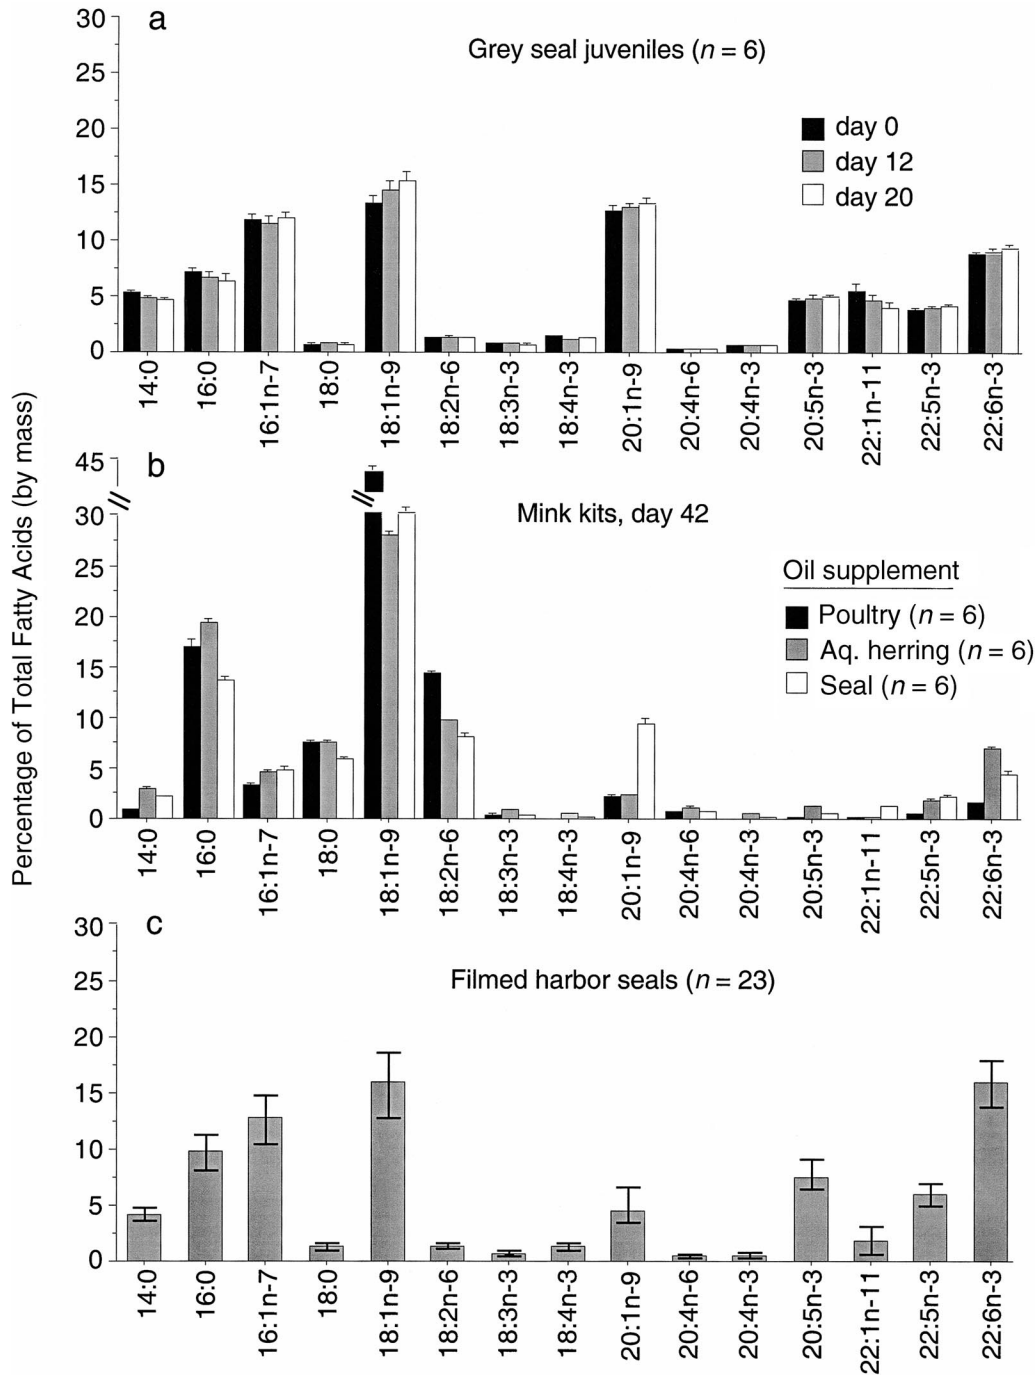 Percentage of Total Fatty Acids (by mass)
a
Grey seal juveniles (n = 6)
day 0
day 12
day 20
30
25
20
15
10
5
0
14:0
16:0
16:1n-7
18:0
18:1n-9
18:2n-6
18:3n-3
18:4n-3
20:1n-9
20:4n-6
20:4n-3
20:5n-3
22:1n-11
22:5n-3
22:6n-3
b
Mink kits, day 42
Oil supplement
Poultry (n = 6)
Aq. herring (n = 6)
Seal (n = 6)
45
30
25
20
15
10
5
0
14:0
16:0
16:1n-7
18:0
18:1n-9
18:2n-6
18:3n-3
18:4n-3
20:1n-9
20:4n-6
20:4n-3
20:5n-3
22:1n-11
22:5n-3
22:6n-3
c
Filmed harbor seals (n = 23)
30
25
20
15
10
5
0
14:0
16:0
16:1n-7
18:0
18:1n-9
18:2n-6
18:3n-3
18:4n-3
20:1n-9
20:4n-6
20:4n-3
20:5n-3
22:1n-11
22:5n-3
22:6n-3